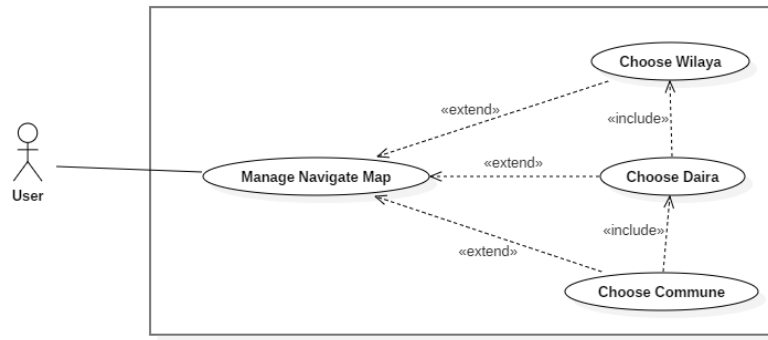 Choose Wilaya
«extend»
«include»
User
Manage Navigate Map
«extend»
Choose Daira
«include»
«extend»
Choose Commune